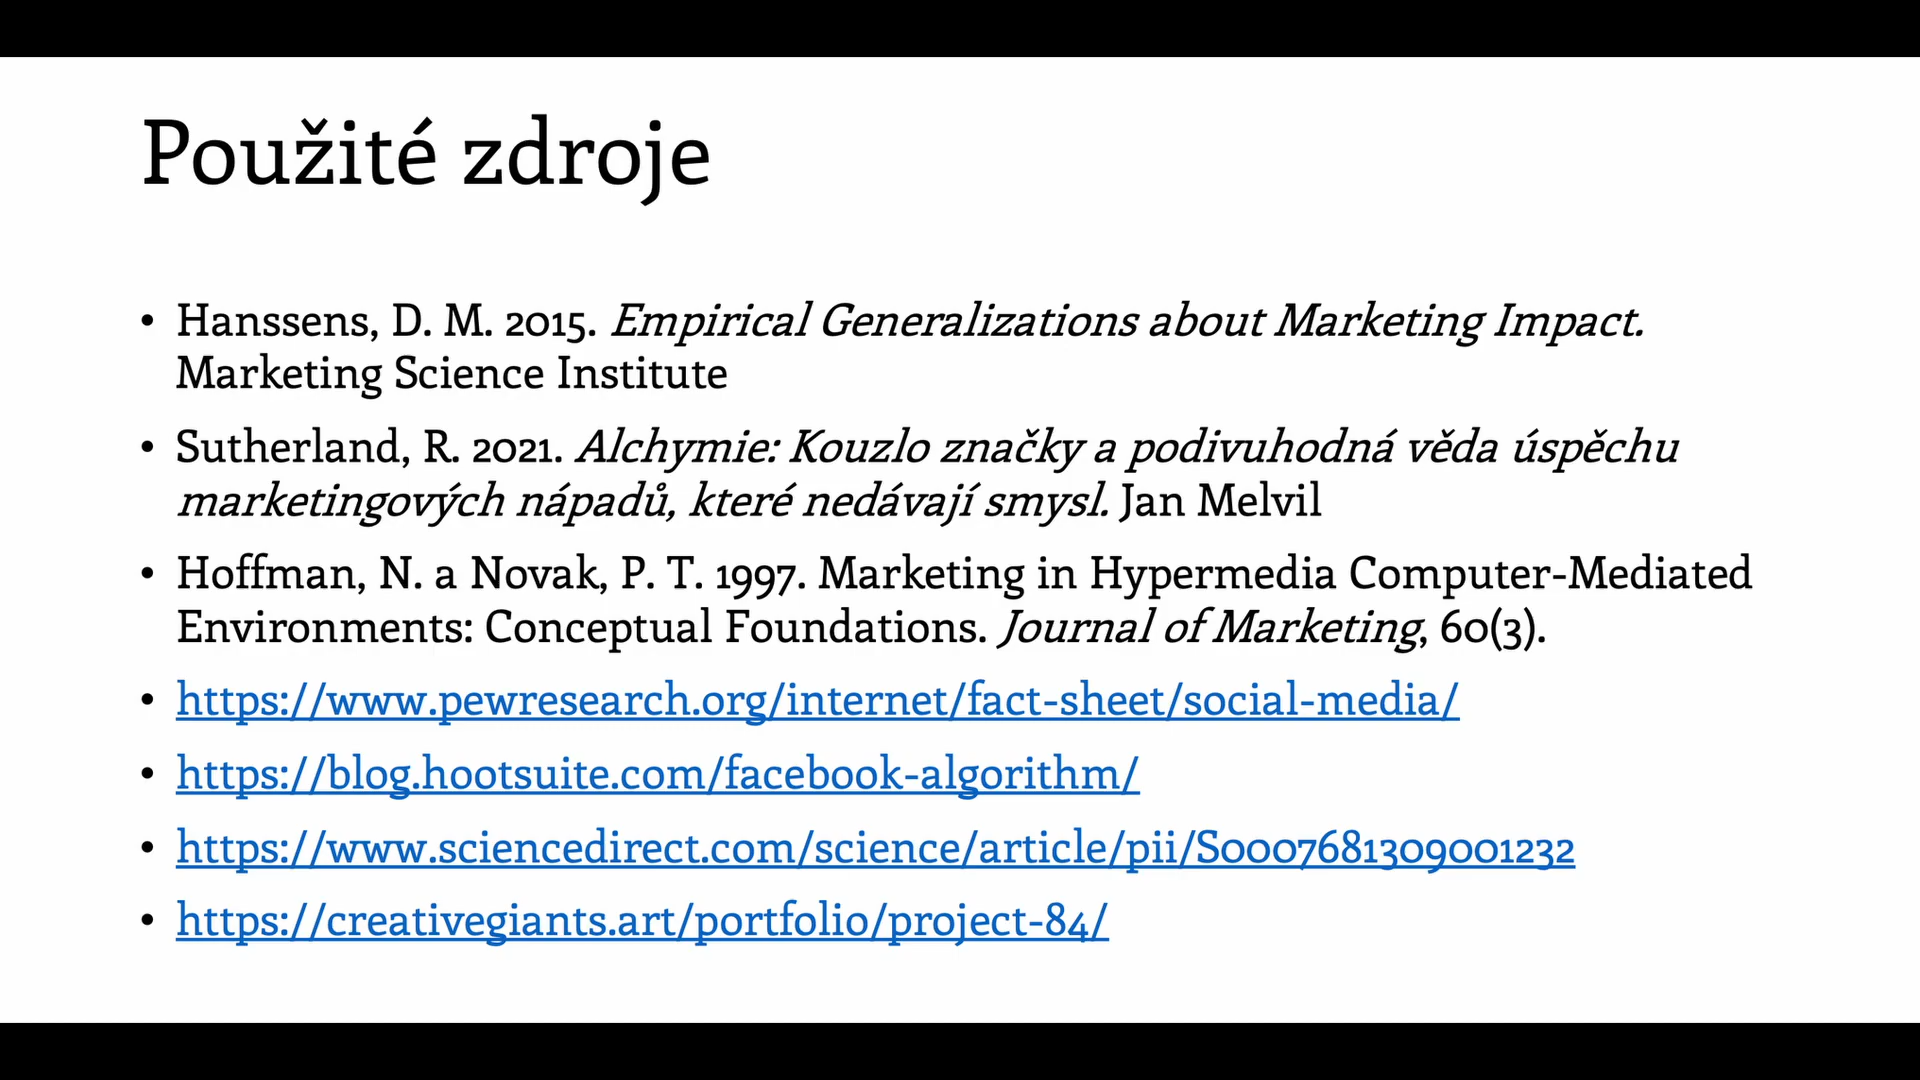 Použité zdroje
• Hanssens, D. M. 2015. Empirical Generalizations about Marketing Impact.
Marketing Science Institute
• Sutherland, R. 2021. Alchymie: Kouzlo značky a podivuhodná věda úspěchu
marketingových nápadů, které nedávají smysl. Jan Melvil
• Hoffman, N. a Novak, P. T. 1997. Marketing in Hypermedia Computer-Mediated
Environments: Conceptual Foundations. Journal of Marketing, 60(3).
• https://www.pewresearch.org/internet/fact-sheet/social-media/
• https://blog.hootsuite.com/facebook-algorithm/
• https://www.sciencedirect.com/science/article/pii/S0007681309001232
• https://creativegiants.art/portfolio/project-84/